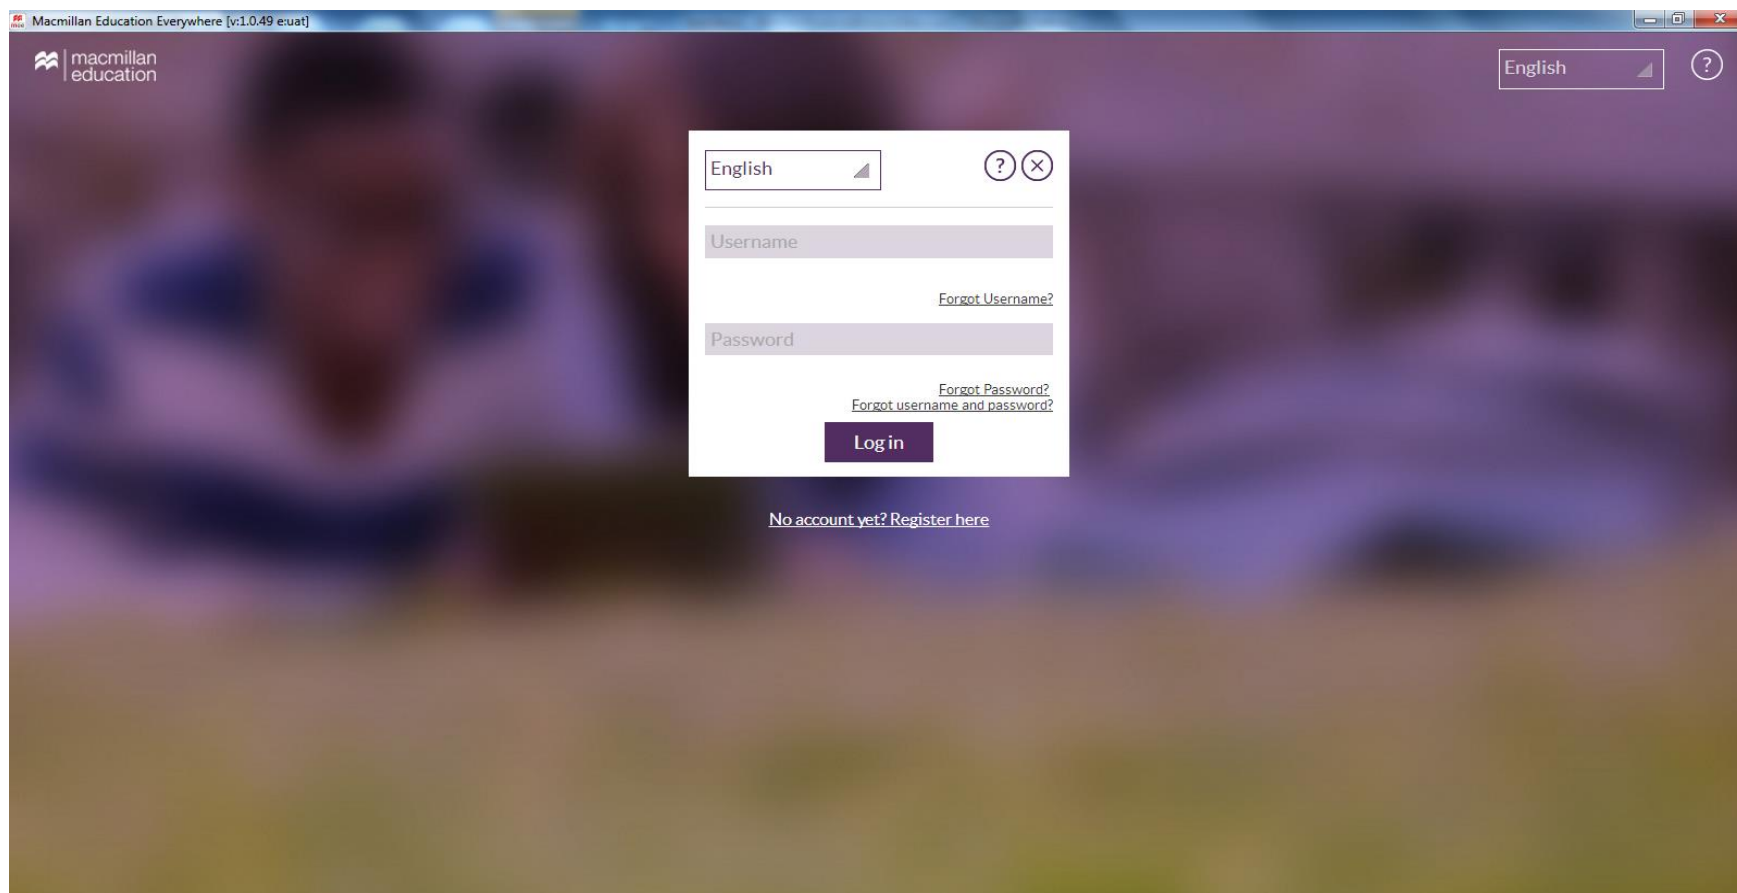 Macmillan Education Everywhere [v:1.0.49 e:uat]
macmillan
education
English
?
English
?
Username
Forgot Username?
Password
Forgot Password?
Forgot username and password?
Log in
No account yet? Register here